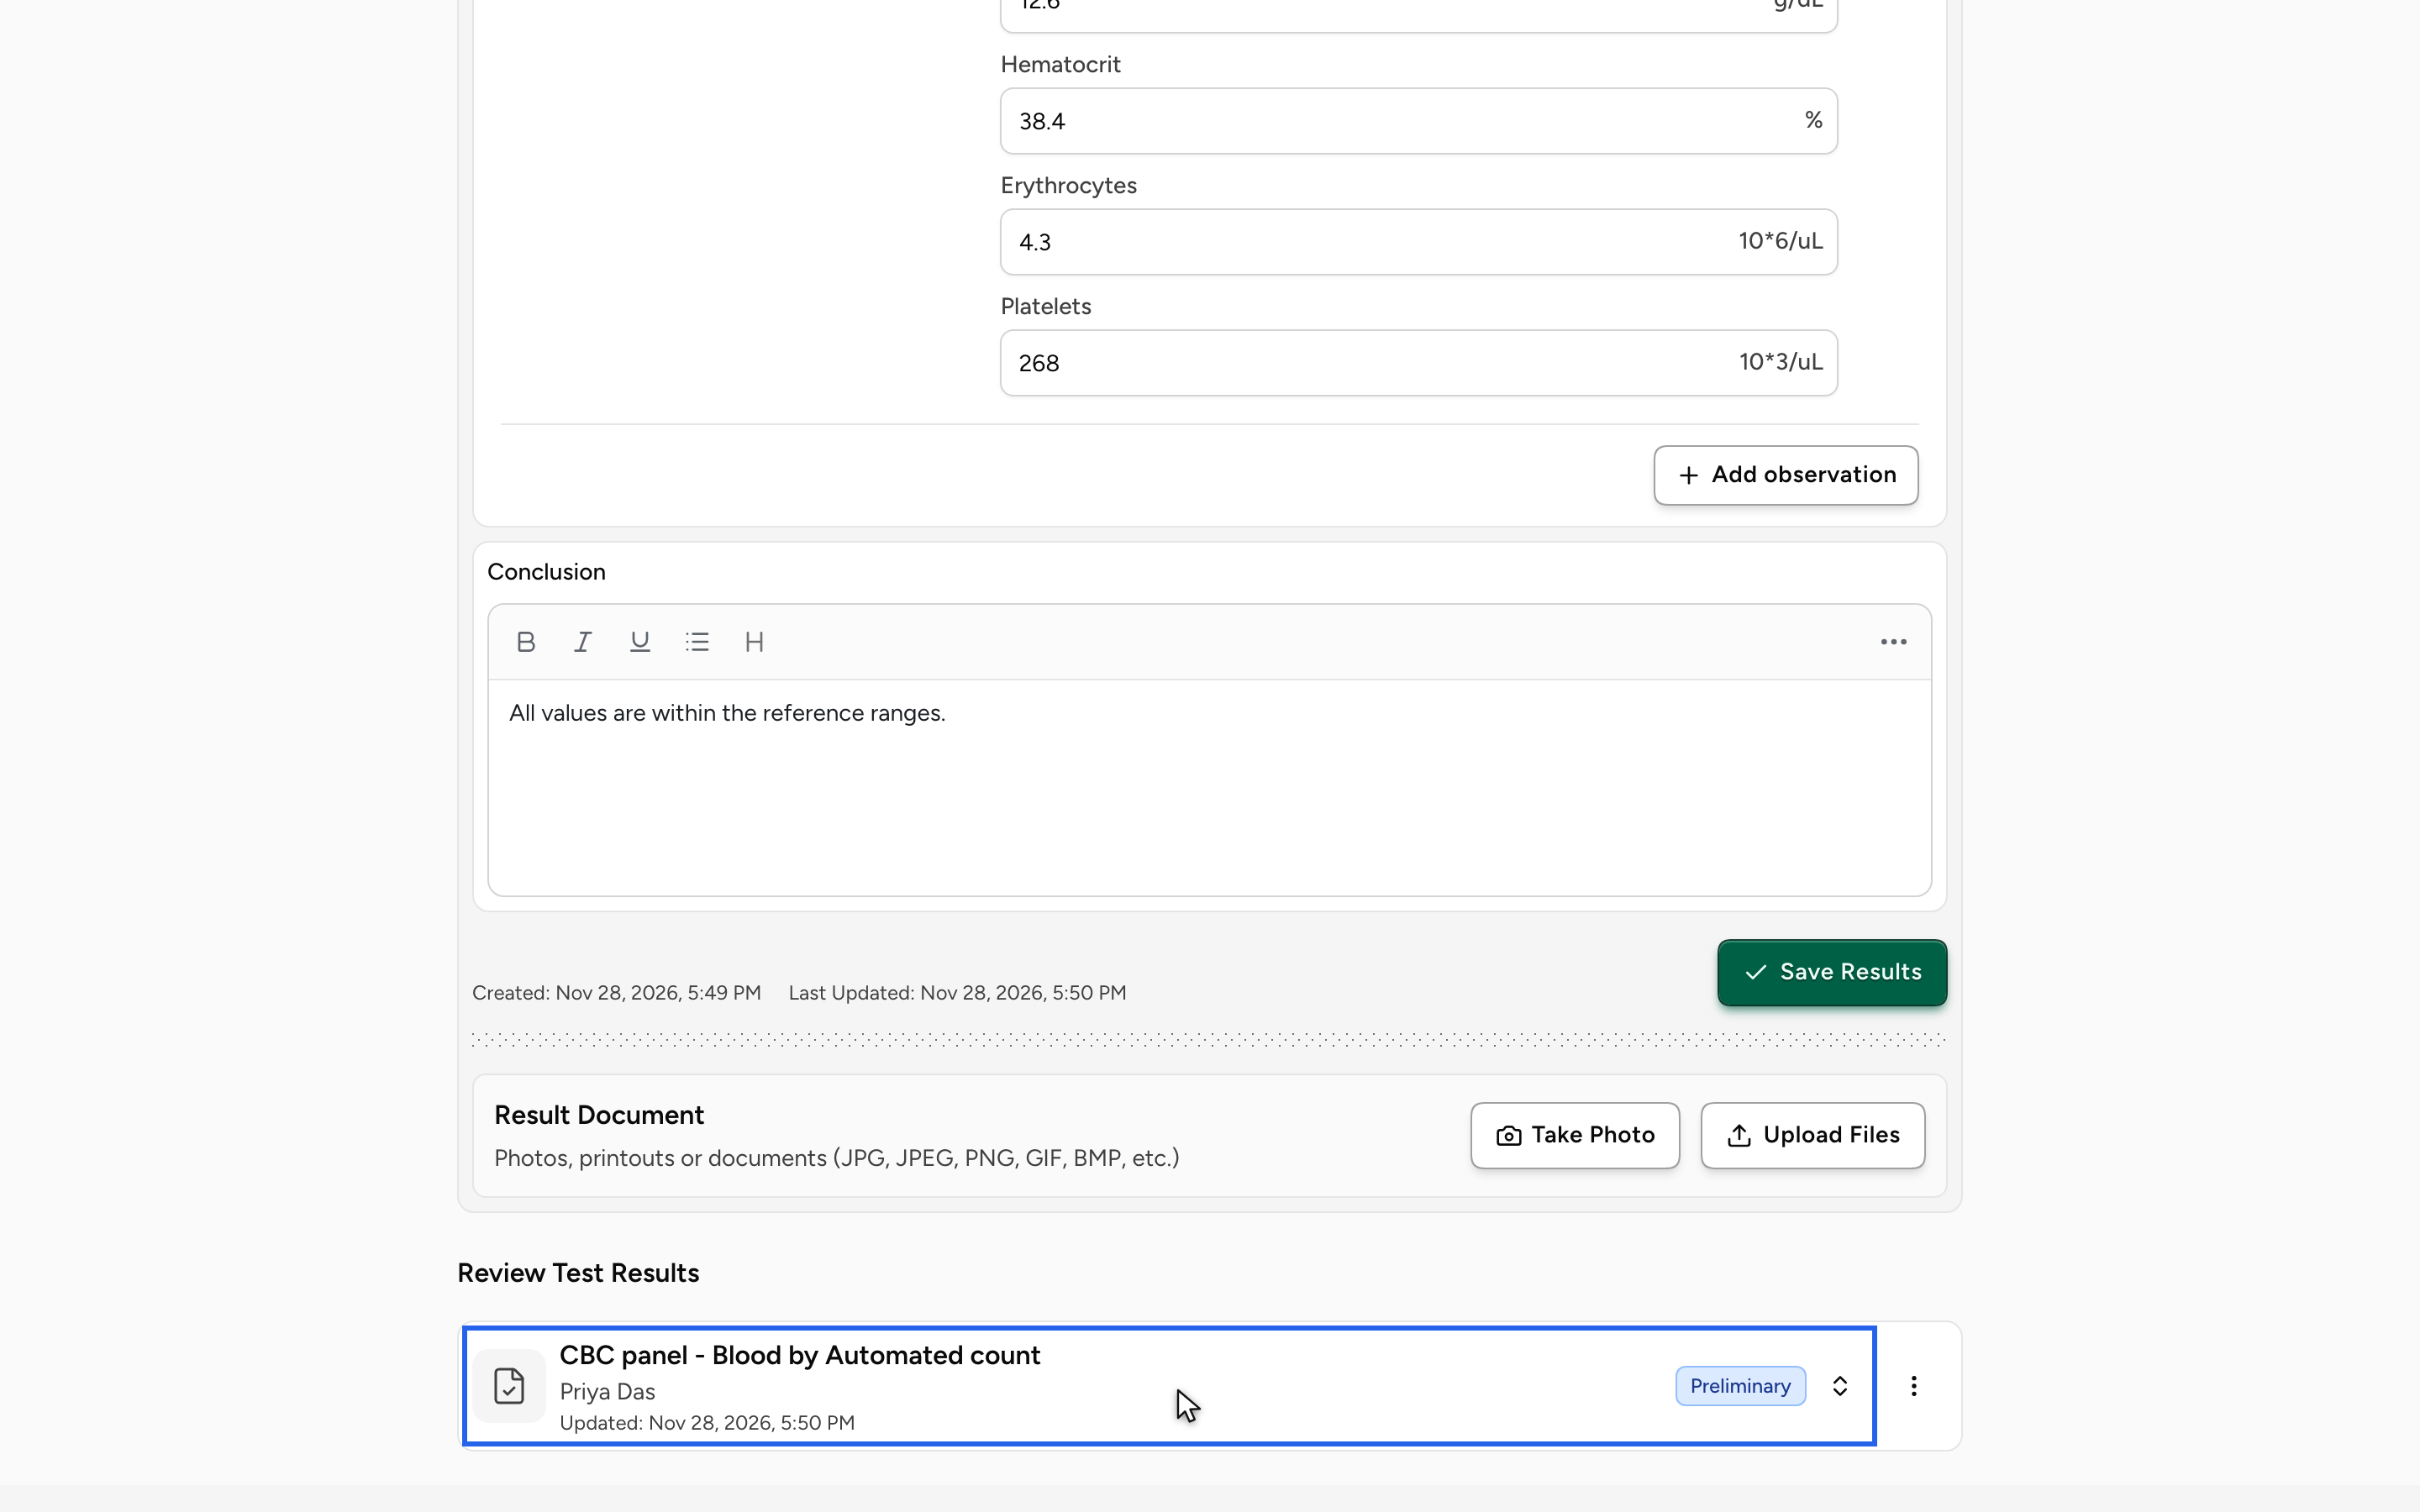 12.6 g/dL
Hematocrit
38.4 %
Erythrocytes
4.3 10*6/uL
Platelets
268 10*3/uL
Add observation
Conclusion
B I U H
All values are within the reference ranges.
Save Results
Created: Nov 28, 2026, 5:49 PM Last Updated: Nov 28, 2026, 5:50 PM
Result Document
Photos, printouts or documents (JPG, JPEG, PNG, GIF, BMP, etc.)
Take Photo Upload Files
Review Test Results
CBC panel - Blood by Automated count
Priya Das
Updated: Nov 28, 2026, 5:50 PM
Preliminary